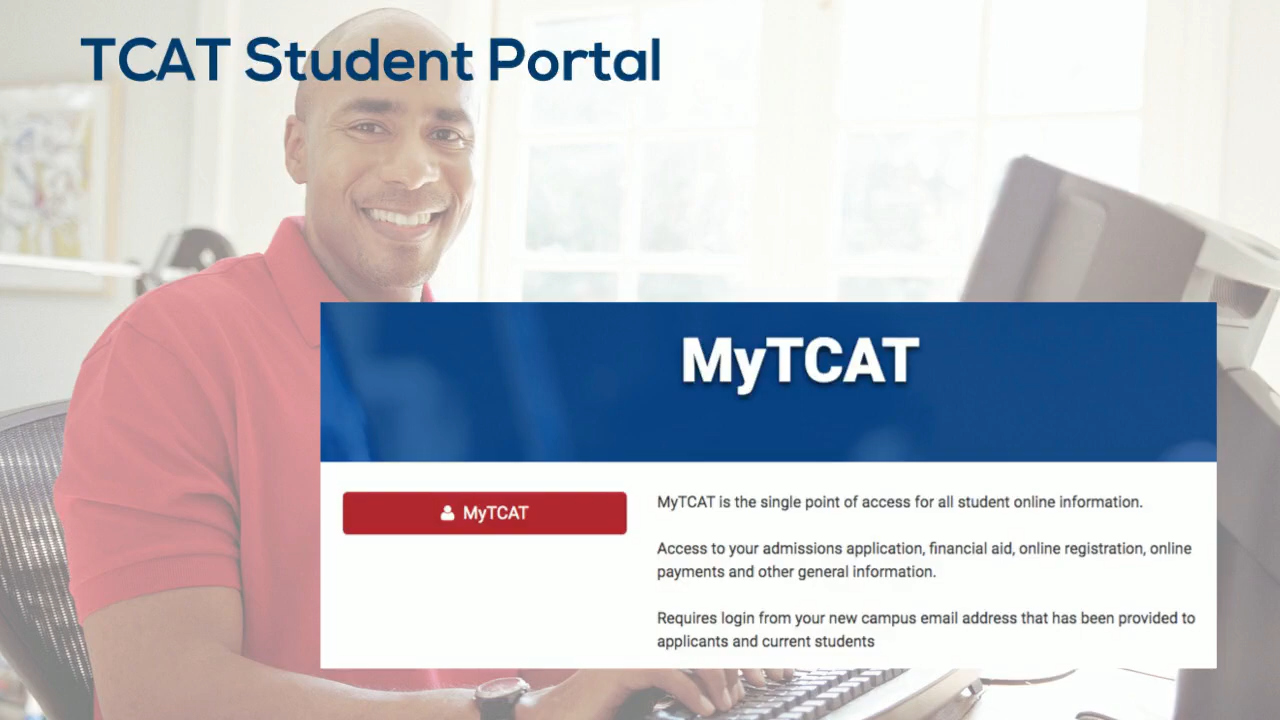 TCAT Student Portal
MyTCAT
MyTCAT
MyTCAT is the single point of access for all student online information.
Access to your admissions application, financial aid, online registration, online
payments and other general information.
Requires login from your new campus email address that has been provided to
applicants and current students